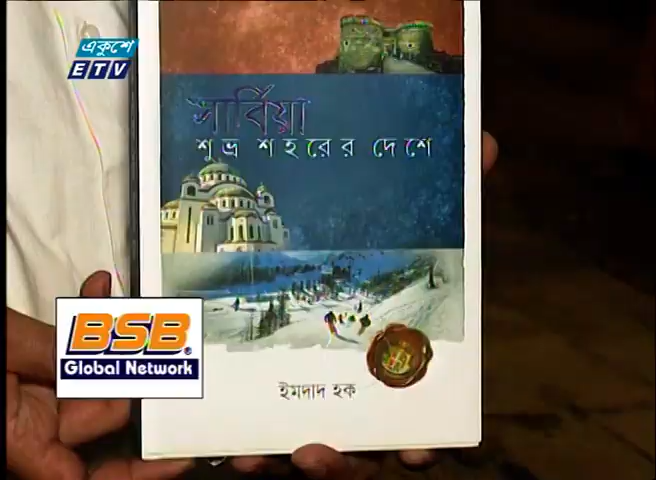 একুশে
ETV
সার্বিয়া
শুভ্র শহরের দেশে
BSB®
Global Network
ইমদাদ হক